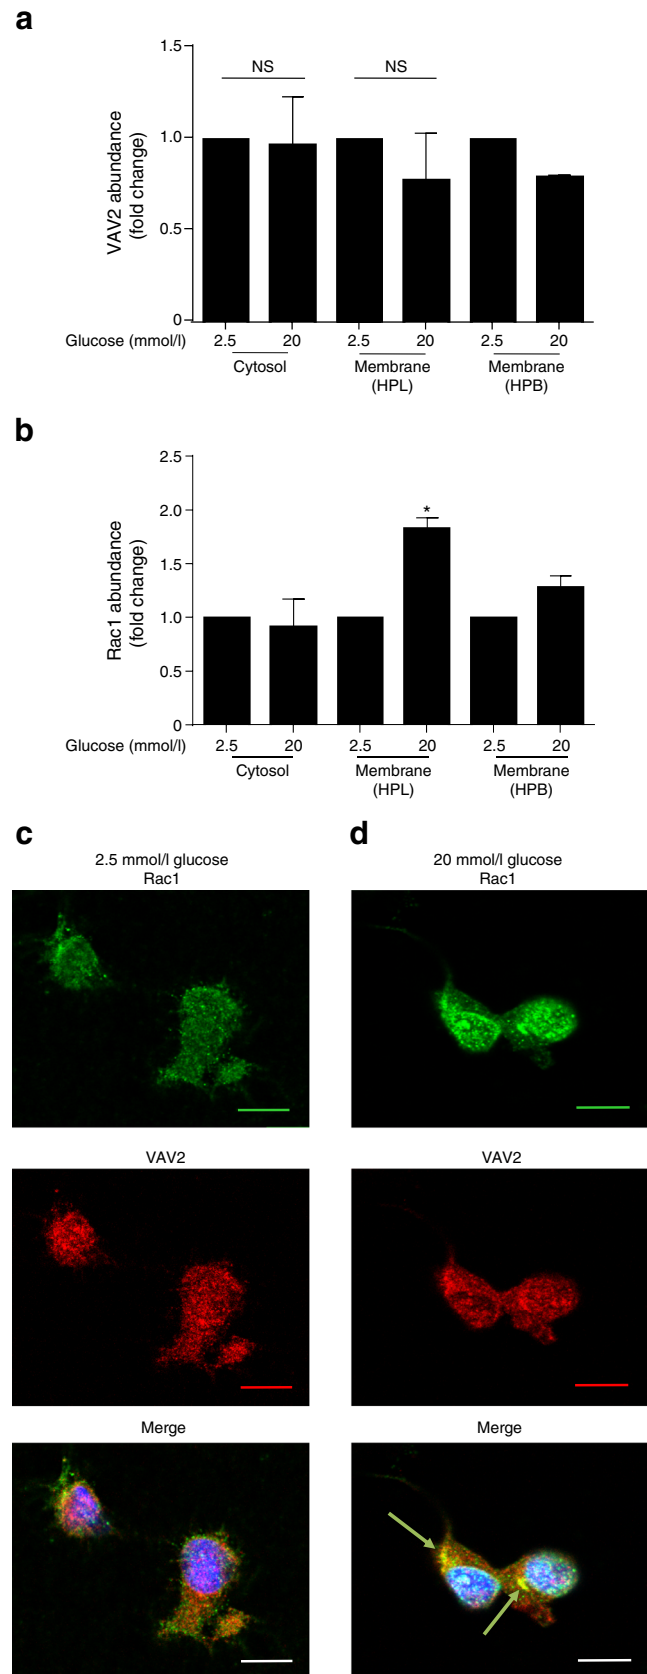 a
VAV2 abundance
(fold change)
1.5
1.0
0.5
0
NS
NS
Glucose (mmol/l)
2.5
20
2.5
20
2.5
20
Cytosol
Membrane
(HPL)
Membrane
(HPB)
b
Rac1 abundance
(fold change)
2.5
2.0
1.5
1.0
0.5
0
*
Glucose (mmol/l)
2.5
20
2.5
20
2.5
20
Cytosol
Membrane
(HPL)
Membrane
(HPB)
c
2.5 mmol/l glucose
Rac1
VAV2
Merge
d
20 mmol/l glucose
Rac1
VAV2
Merge